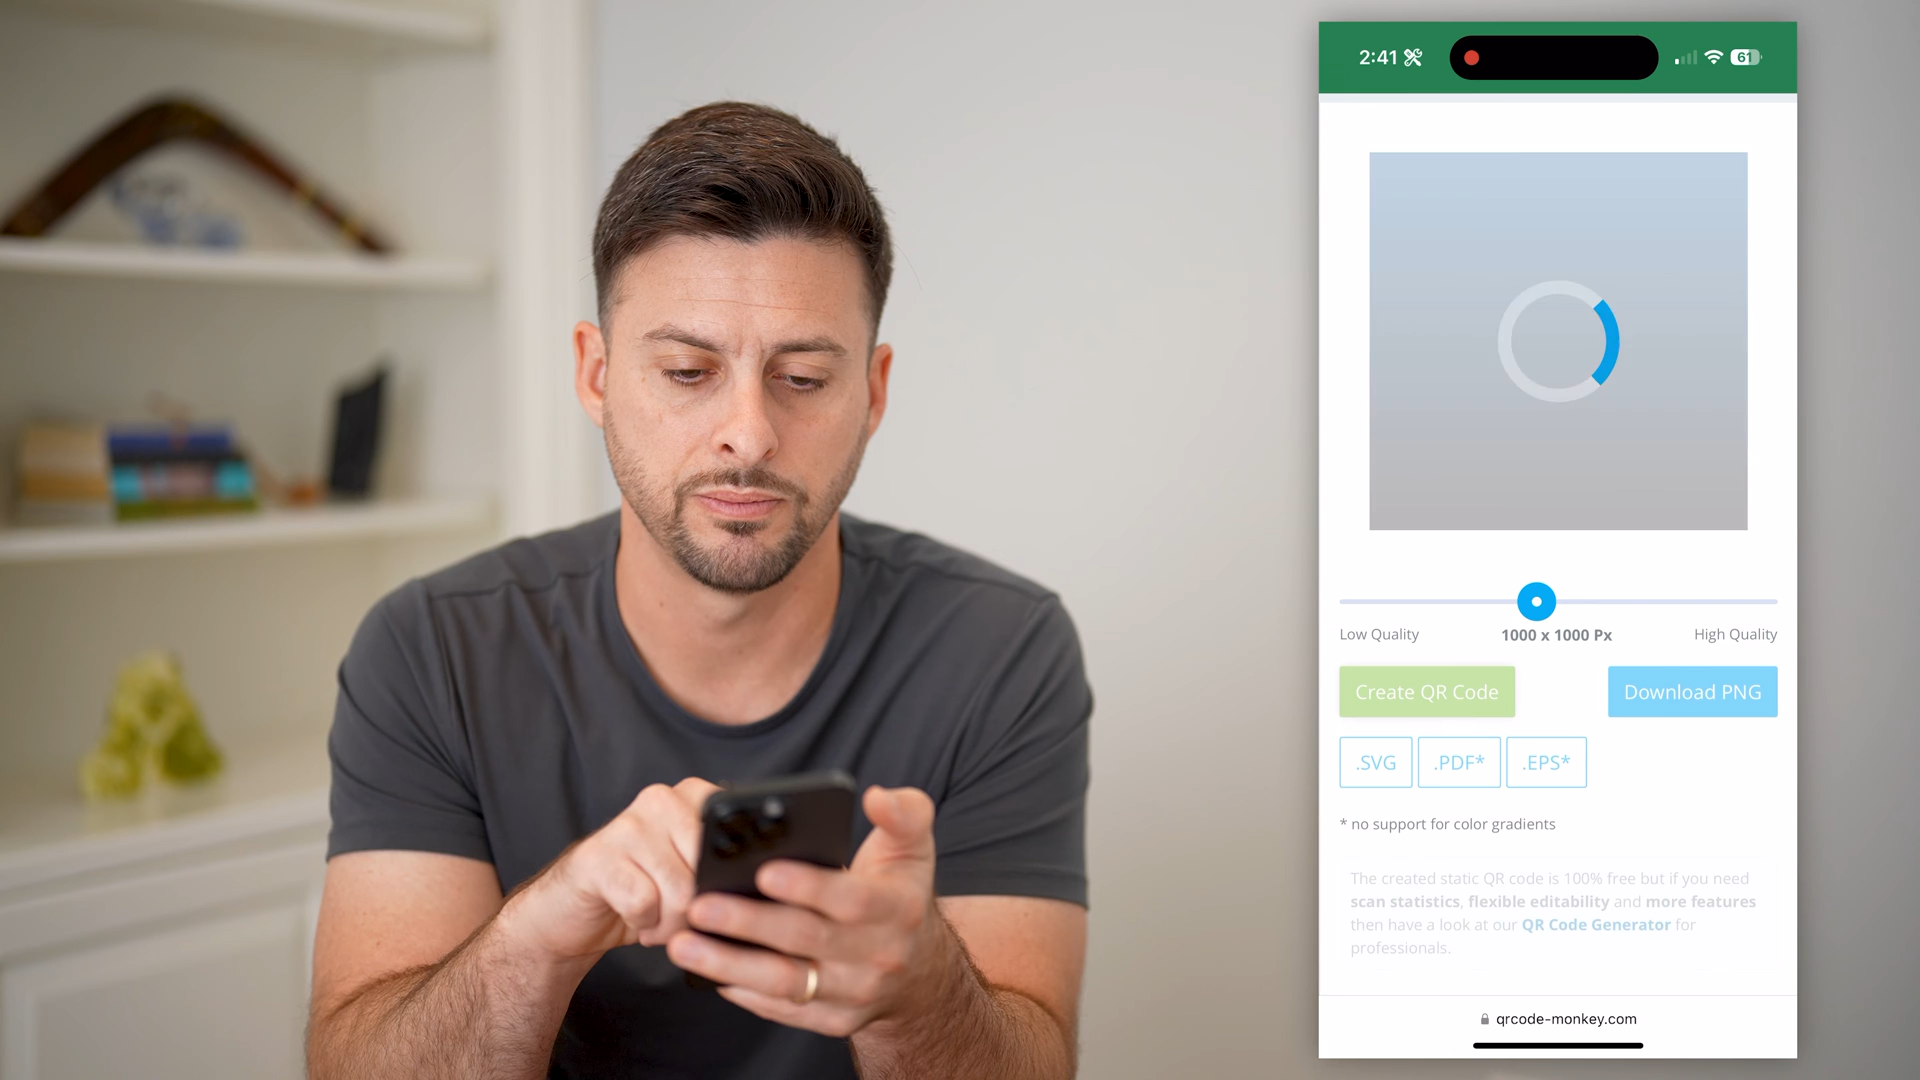 2:41
61
Low Quality
1000 x 1000 Px
High Quality
Create QR Code
Download PNG
.SVG
.PDF*
.EPS*
* no support for color gradients
The created static QR code is 100% free but if you need
scan statistics, flexible editability and more features
then have a look at our QR Code Generator for
professionals.
qrcode-monkey.com